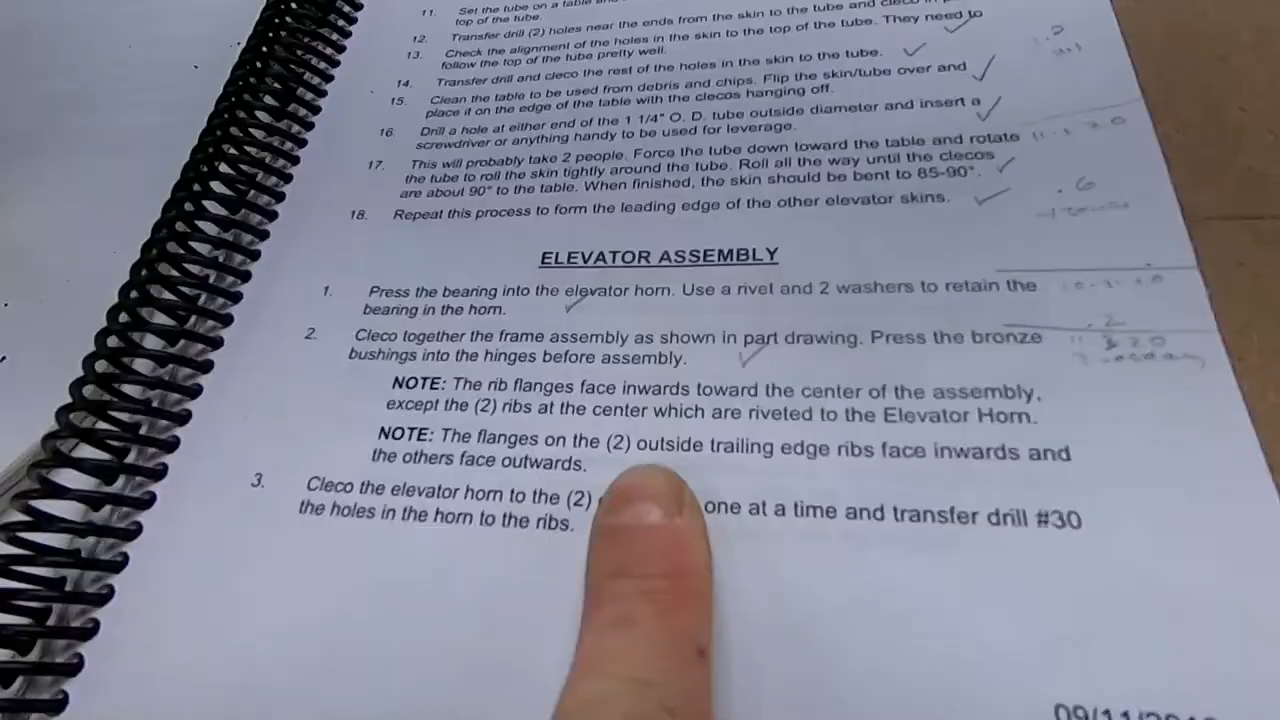 11. Set the tube on a table and
top of the tube.
12. Transfer drill (2) holes near the ends from the skin to the tube and cleco in
13. Check the alignment of the holes in the skin to the top of the tube. They need to
follow the top of the tube pretty well.
14. Transfer drill and cleco the rest of the holes in the skin to the tube.
15. Clean the table to be used from debris and chips. Flip the skin/tube over and
place it on the edge of the table with the clecos hanging off.
16. Drill a hole at either end of the 1 1/4" O. D. tube outside diameter and insert a
screwdriver or anything handy to be used for leverage.
17. This will probably take 2 people. Force the tube down toward the table and rotate
the tube to roll the skin tightly around the tube. Roll all the way until the clecos
are about 90° to the table. When finished, the skin should be bent to 85-90°.
.6
18. Repeat this process to form the leading edge of the other elevator skins.
ELEVATOR ASSEMBLY
1. Press the bearing into the elevator horn. Use a rivet and 2 washers to retain the
bearing in the horn.
.2
2. Cleco together the frame assembly as shown in part drawing. Press the bronze
bushings into the hinges before assembly.
NOTE: The rib flanges face inwards toward the center of the assembly,
except the (2) ribs at the center which are riveted to the Elevator Horn.
NOTE: The flanges on the (2) outside trailing edge ribs face inwards and
the others face outwards.
3. Cleco the elevator horn to the (2) one at a time and transfer drill #30
the holes in the horn to the ribs.